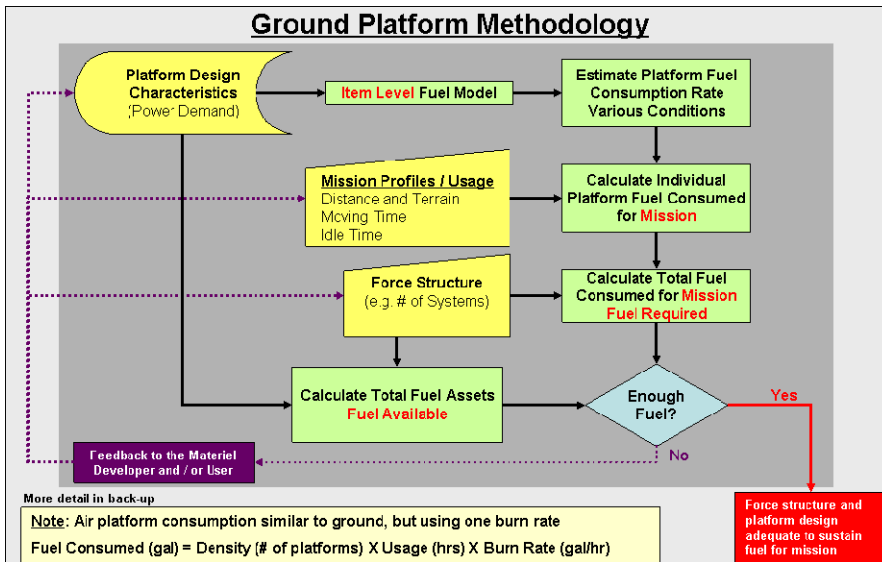 Ground Platform Methodology
Platform Design
Characteristics
(Power Demand)
Item Level Fuel Model
Estimate Platform Fuel
Consumption Rate
Various Conditions
Mission Profiles / Usage
Distance and Terrain
Moving Time
Idle Time
Calculate Individual
Platform Fuel Consumed
for Mission
Force Structure
(e.g. # of Systems)
Calculate Total Fuel
Consumed for Mission
Fuel Required
Calculate Total Fuel Assets
Fuel Available
Enough
Fuel?
Yes
No
Feedback to the Materiel
Developer and / or User
More detail in back-up
Note: Air platform consumption similar to ground, but using one burn rate
Fuel Consumed (gal) = Density (# of platforms) X Usage (hrs) X Burn Rate (gal/hr)
Force structure and
platform design
adequate to sustain
fuel for mission